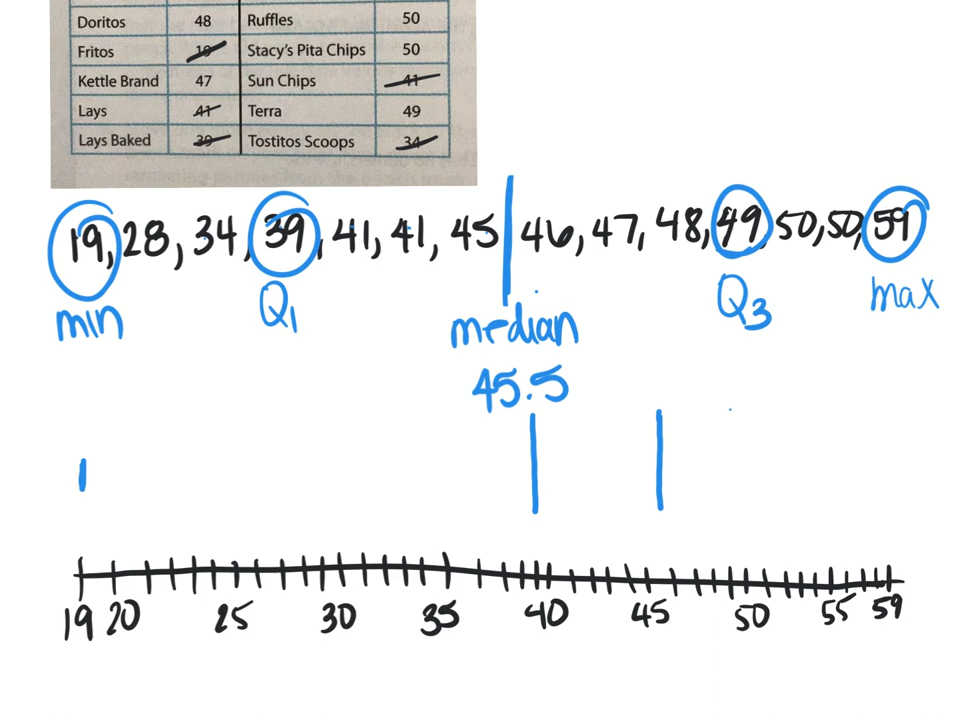 Doritos 48 Ruffles 50
Fritos 19 Stacy's Pita Chips 50
Kettle Brand 47 Sun Chips 41
Lays 41 Terra 49
Lays Baked 39 Tostitos Scoops 34
19, 28, 34, 39, 41, 41, 45 46, 47, 48, 49, 50, 50, 59
min Q1 median Q3 max
45.5
19 20 25 30 35 40 45 50 55 59